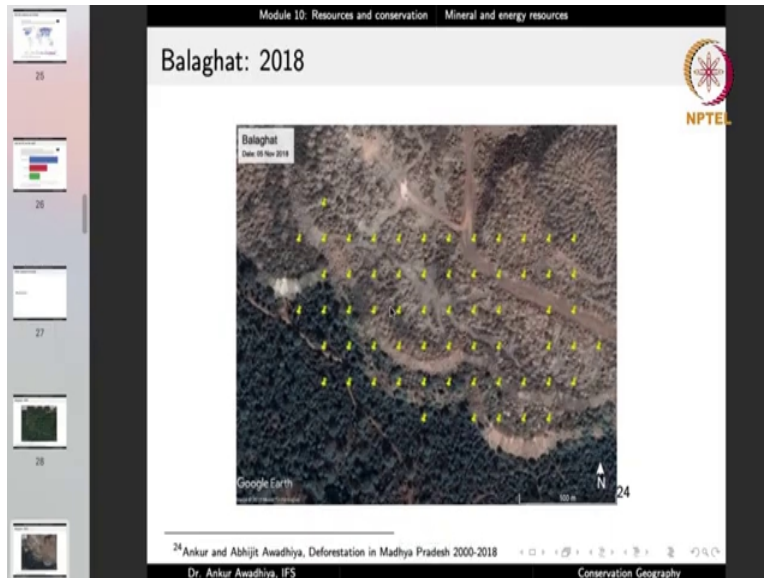 Module 10: Resources and conservation Mineral and energy resources
Balaghat: 2018
NPTEL
Balaghat
Date: 05 Nov 2018
Google Earth
N
500 m
24
24 Ankur and Abhijit Awadhiya, Deforestation in Madhya Pradesh 2000-2018
Dr. Ankur Awadhiya, IFS Conservation Geography
25
26
27
28